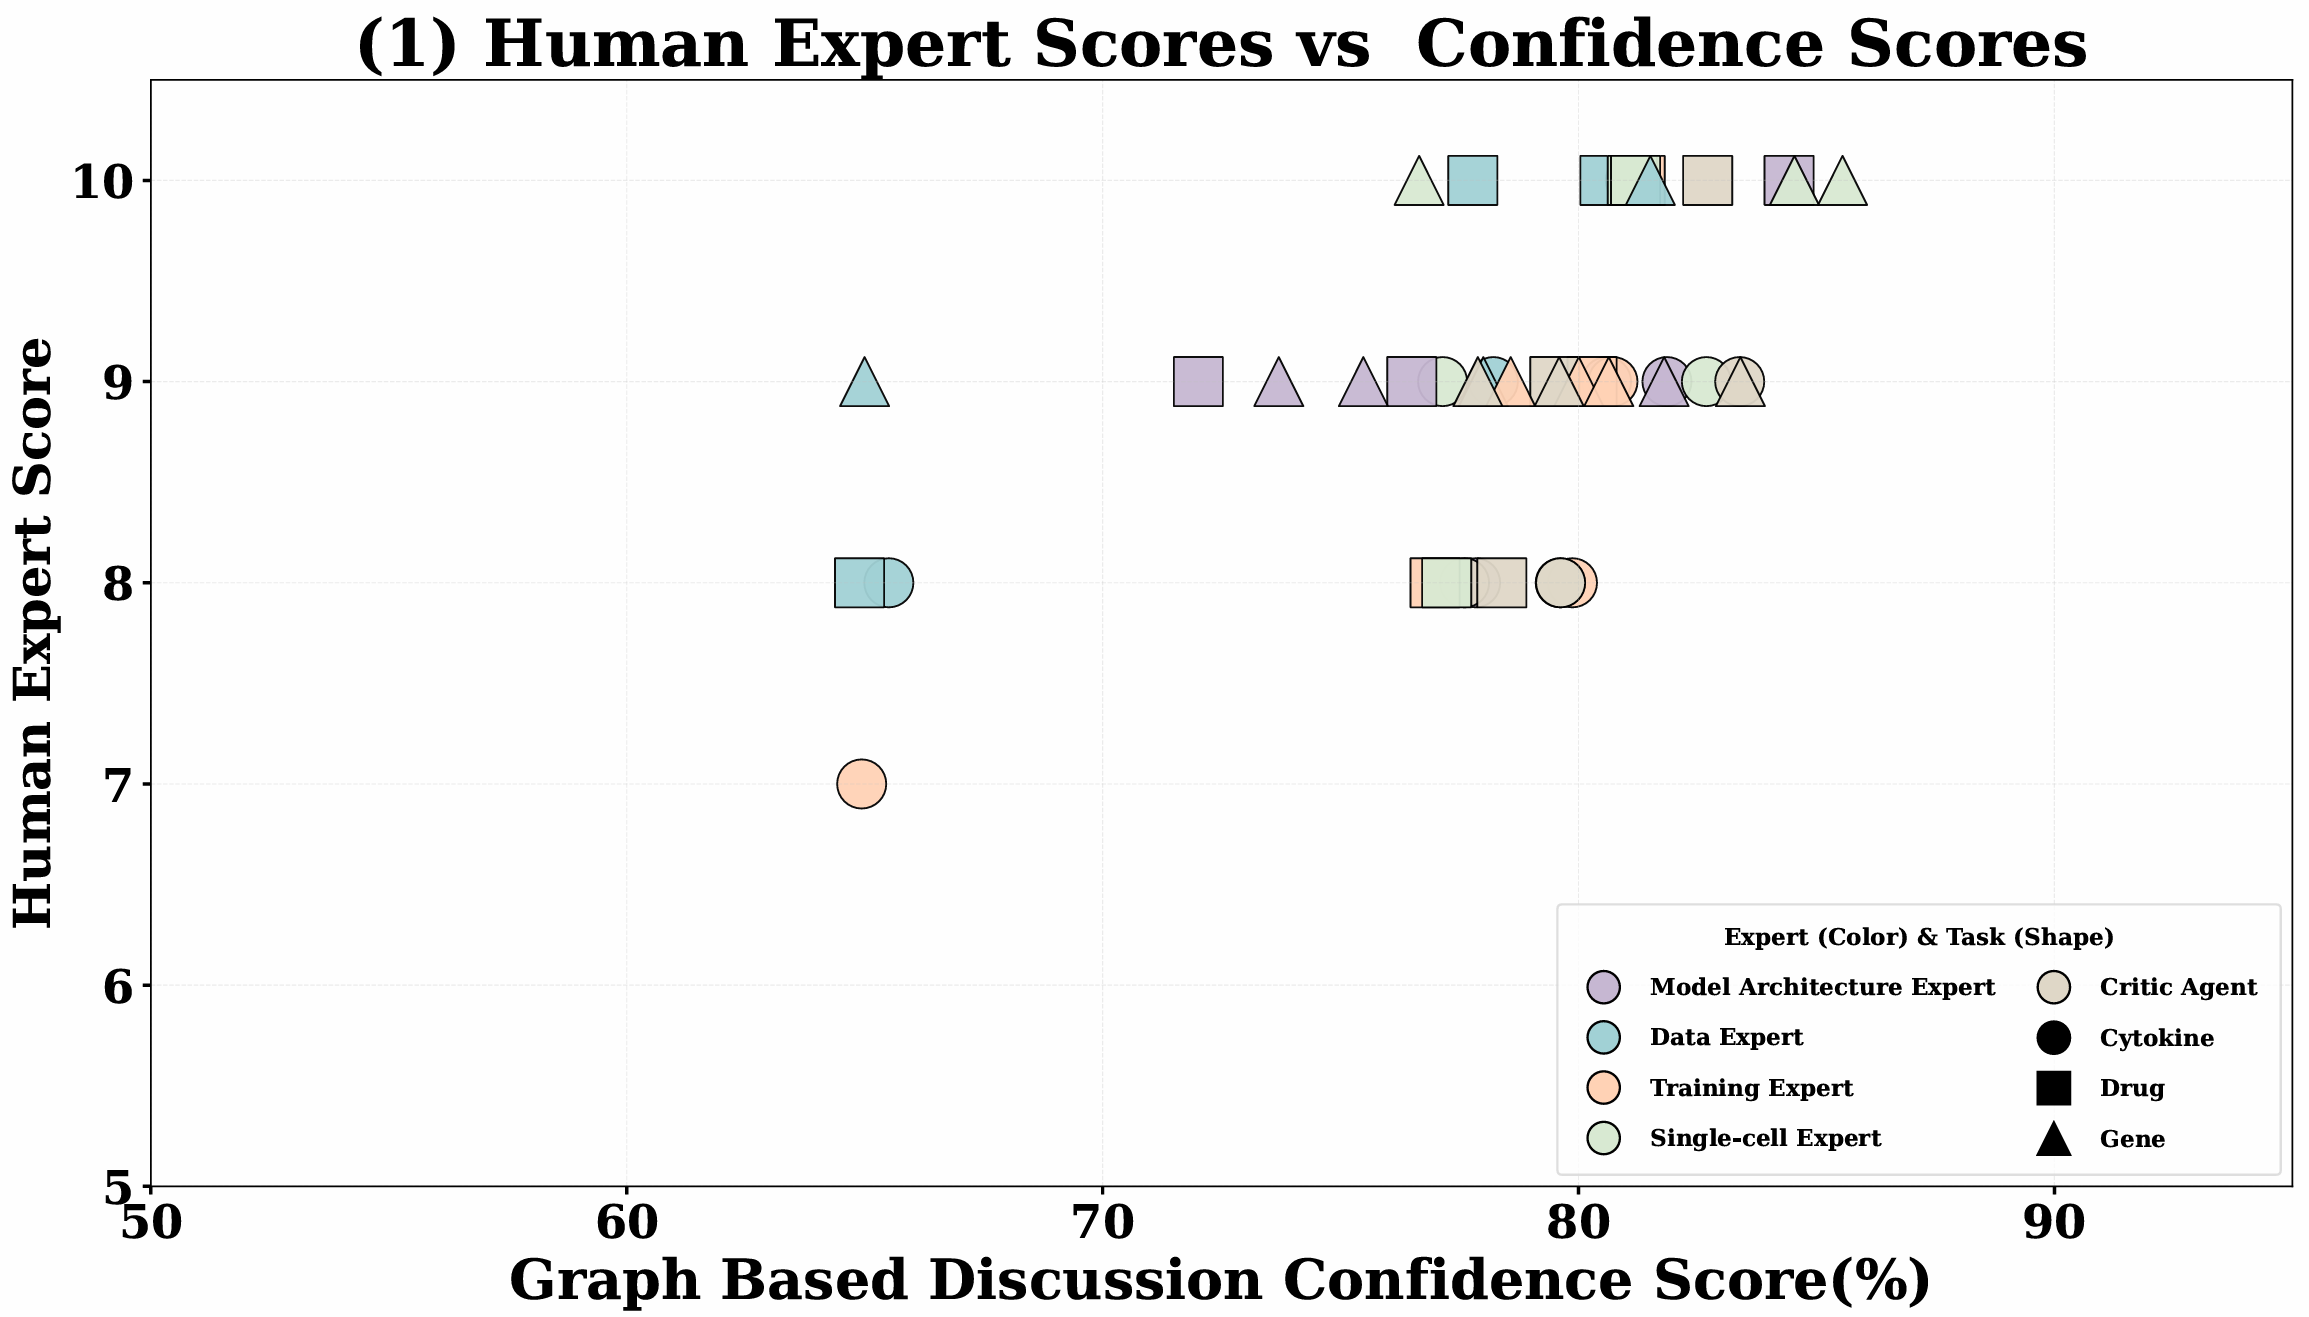 (1) Human Expert Scores vs  Confidence Scores
Human Expert Score
10
9
8
7
6
5
50 60 70 80 90
Graph Based Discussion Confidence Score(%)
Expert (Color) & Task (Shape)
Model Architecture Expert
Data Expert
Training Expert
Single-cell Expert
Critic Agent
Cytokine
Drug
Gene